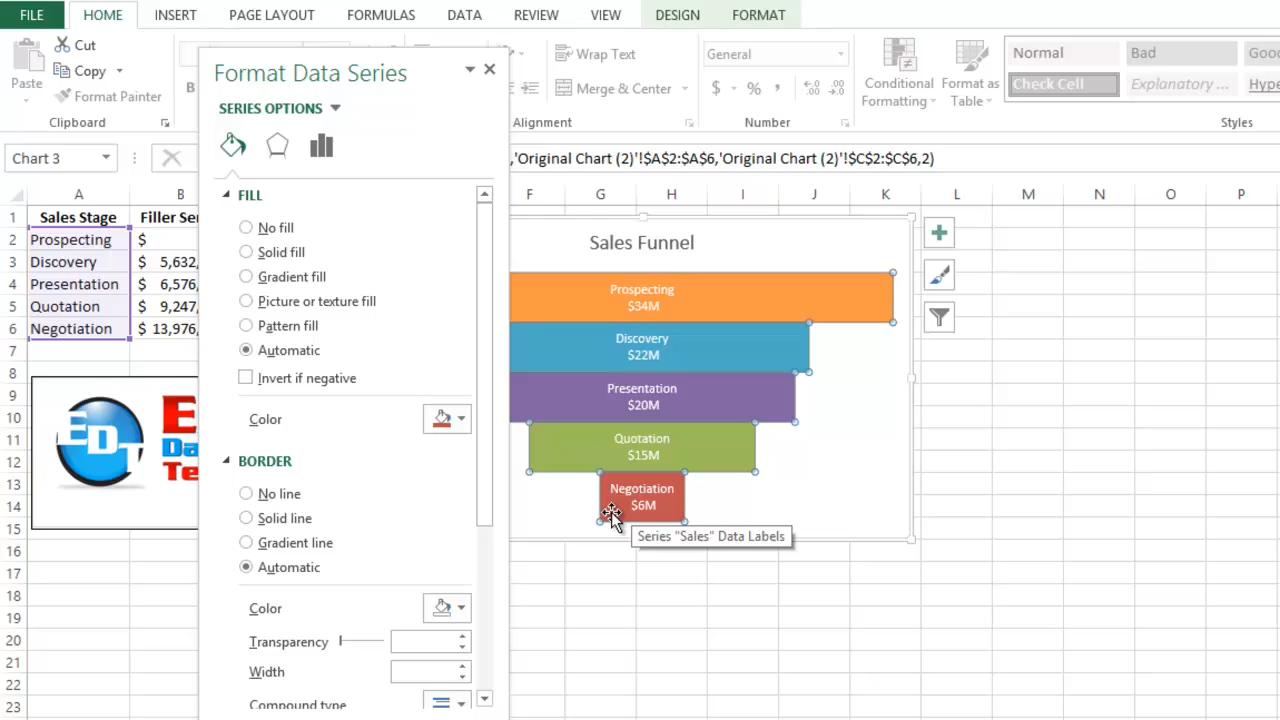 FILE HOME INSERT PAGE LAYOUT FORMULAS DATA REVIEW VIEW DESIGN FORMAT
Paste
Cut
Copy
Format Painter
Clipboard
B
Wrap Text
Merge & Center
Alignment
General
$ % ,
Number
Conditional Formatting
Format as Table
Normal Bad
Check Cell Explanatory ...
Styles
Chart 3
,'Original Chart (2)'!$A$2:$A$6,'Original Chart (2)'!$C$2:$C$6,2)
A B F G H I J K L M N O P
1 Sales Stage
2 Prospecting $
3 Discovery $ 5,632,
4 Presentation $ 6,576,
5 Quotation $ 9,247,
6 Negotiation $ 13,976,
7
8
9
10
11
12
13
14
15
16
17
18
19
20
21
22
23
EDT
Format Data Series
SERIES OPTIONS
FILL
No fill
Solid fill
Gradient fill
Picture or texture fill
Pattern fill
Automatic
Invert if negative
Color
BORDER
No line
Solid line
Gradient line
Automatic
Color
Transparency
Width
Compound type
Sales Funnel
Prospecting
$34M
Discovery
$22M
Presentation
$20M
Quotation
$15M
Negotiation
$6M
Series "Sales" Data Labels